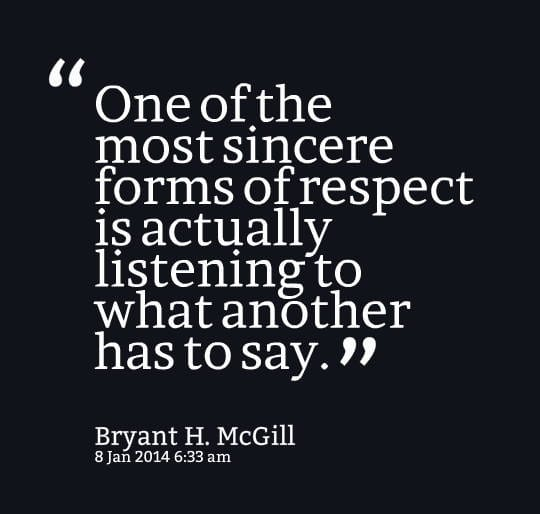 “One of the
most sincere
forms of respect
is actually
listening to
what another
has to say.”
Bryant H. McGill
8 Jan 2014 6:33 am